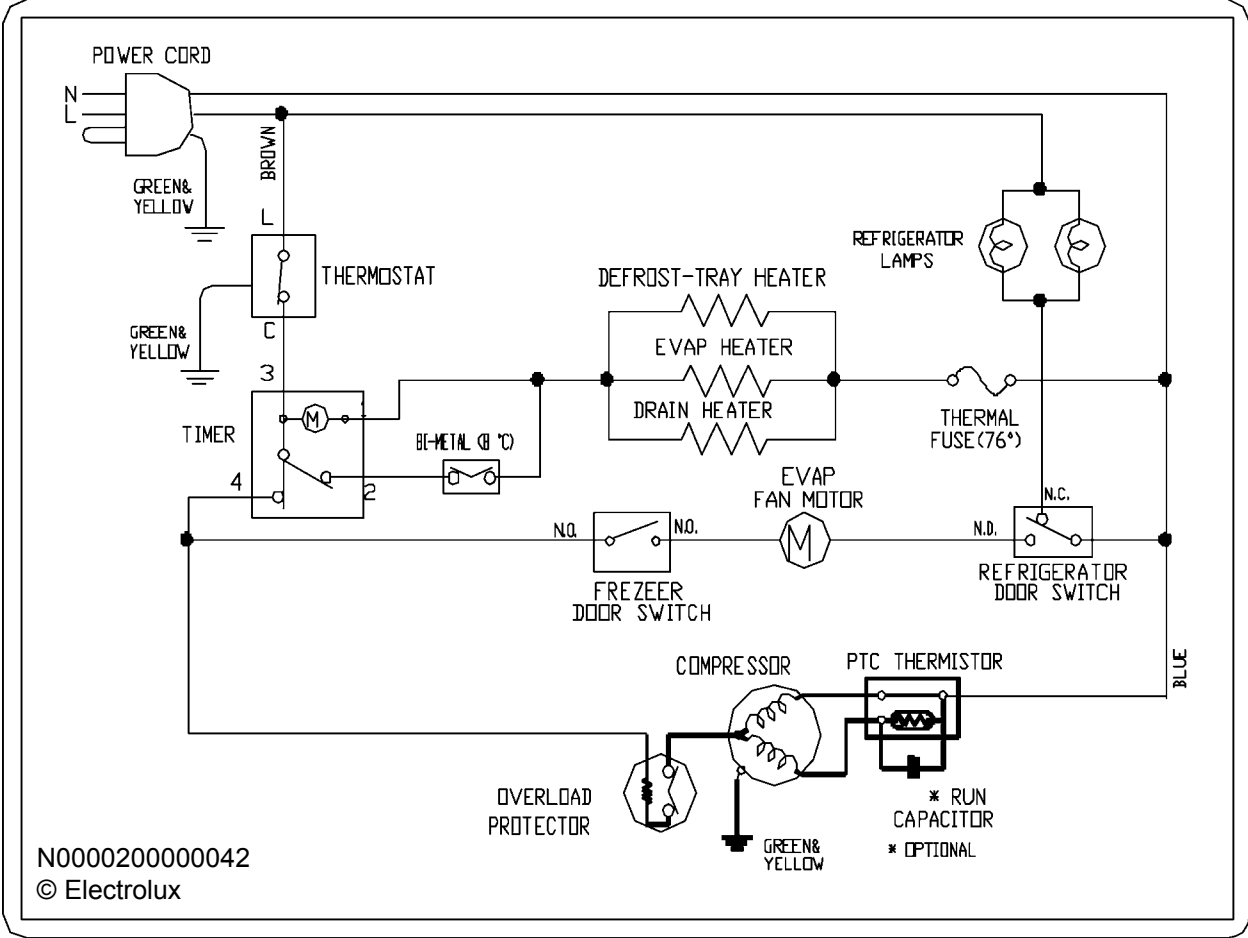 POWER CORD
N
L
BROWN
GREEN&
YELLOW
L
THERMOSTAT
C
GREEN&
YELLOW
3
TIMER
M
4
2
BI-METAL (8 °C)
DEFROST-TRAY HEATER
EVAP HEATER
DRAIN HEATER
REFRIGERATOR
LAMPS
THERMAL
FUSE(76°)
EVAP
FAN MOTOR
M
N.O.
N.O.
FREZEER
DOOR SWITCH
N.D.
N.C.
REFRIGERATOR
DOOR SWITCH
BLUE
COMPRESSOR
PTC THERMISTOR
OVERLOAD
PROTECTOR
GREEN&
YELLOW
* RUN
CAPACITOR
* OPTIONAL
N0000200000042
© Electrolux